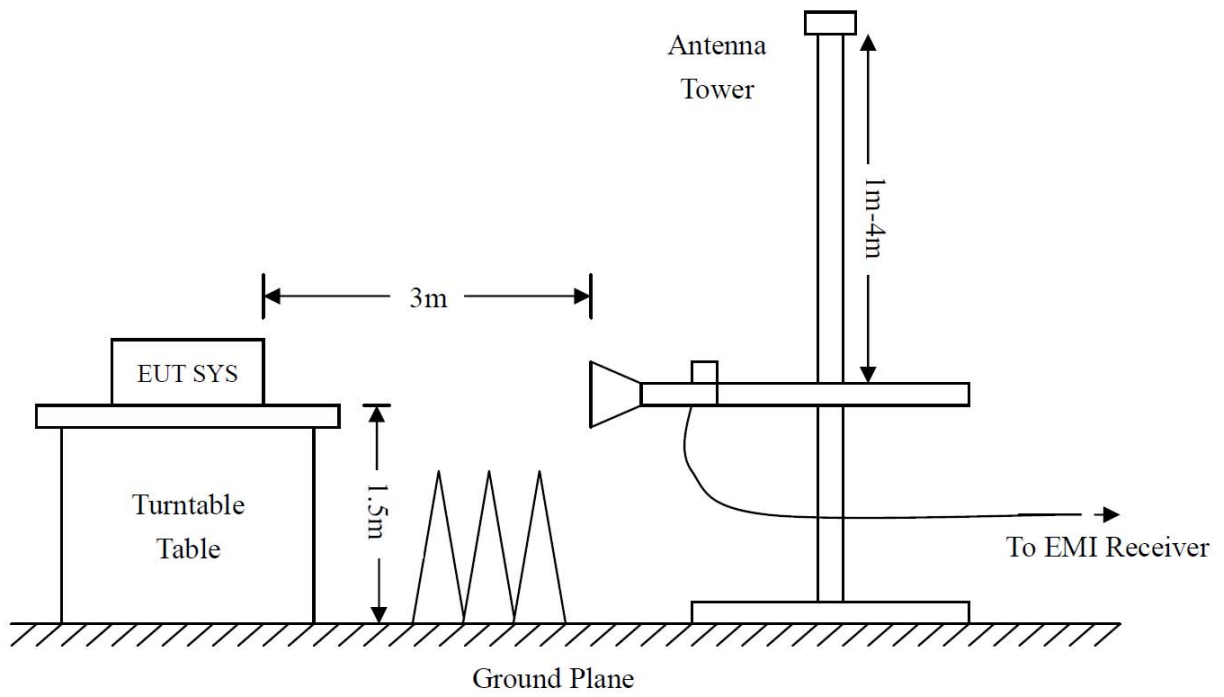 Antenna
Tower
1m-4m
3m
EUT SYS
1.5m
Turntable
Table
To EMI Receiver
Ground Plane